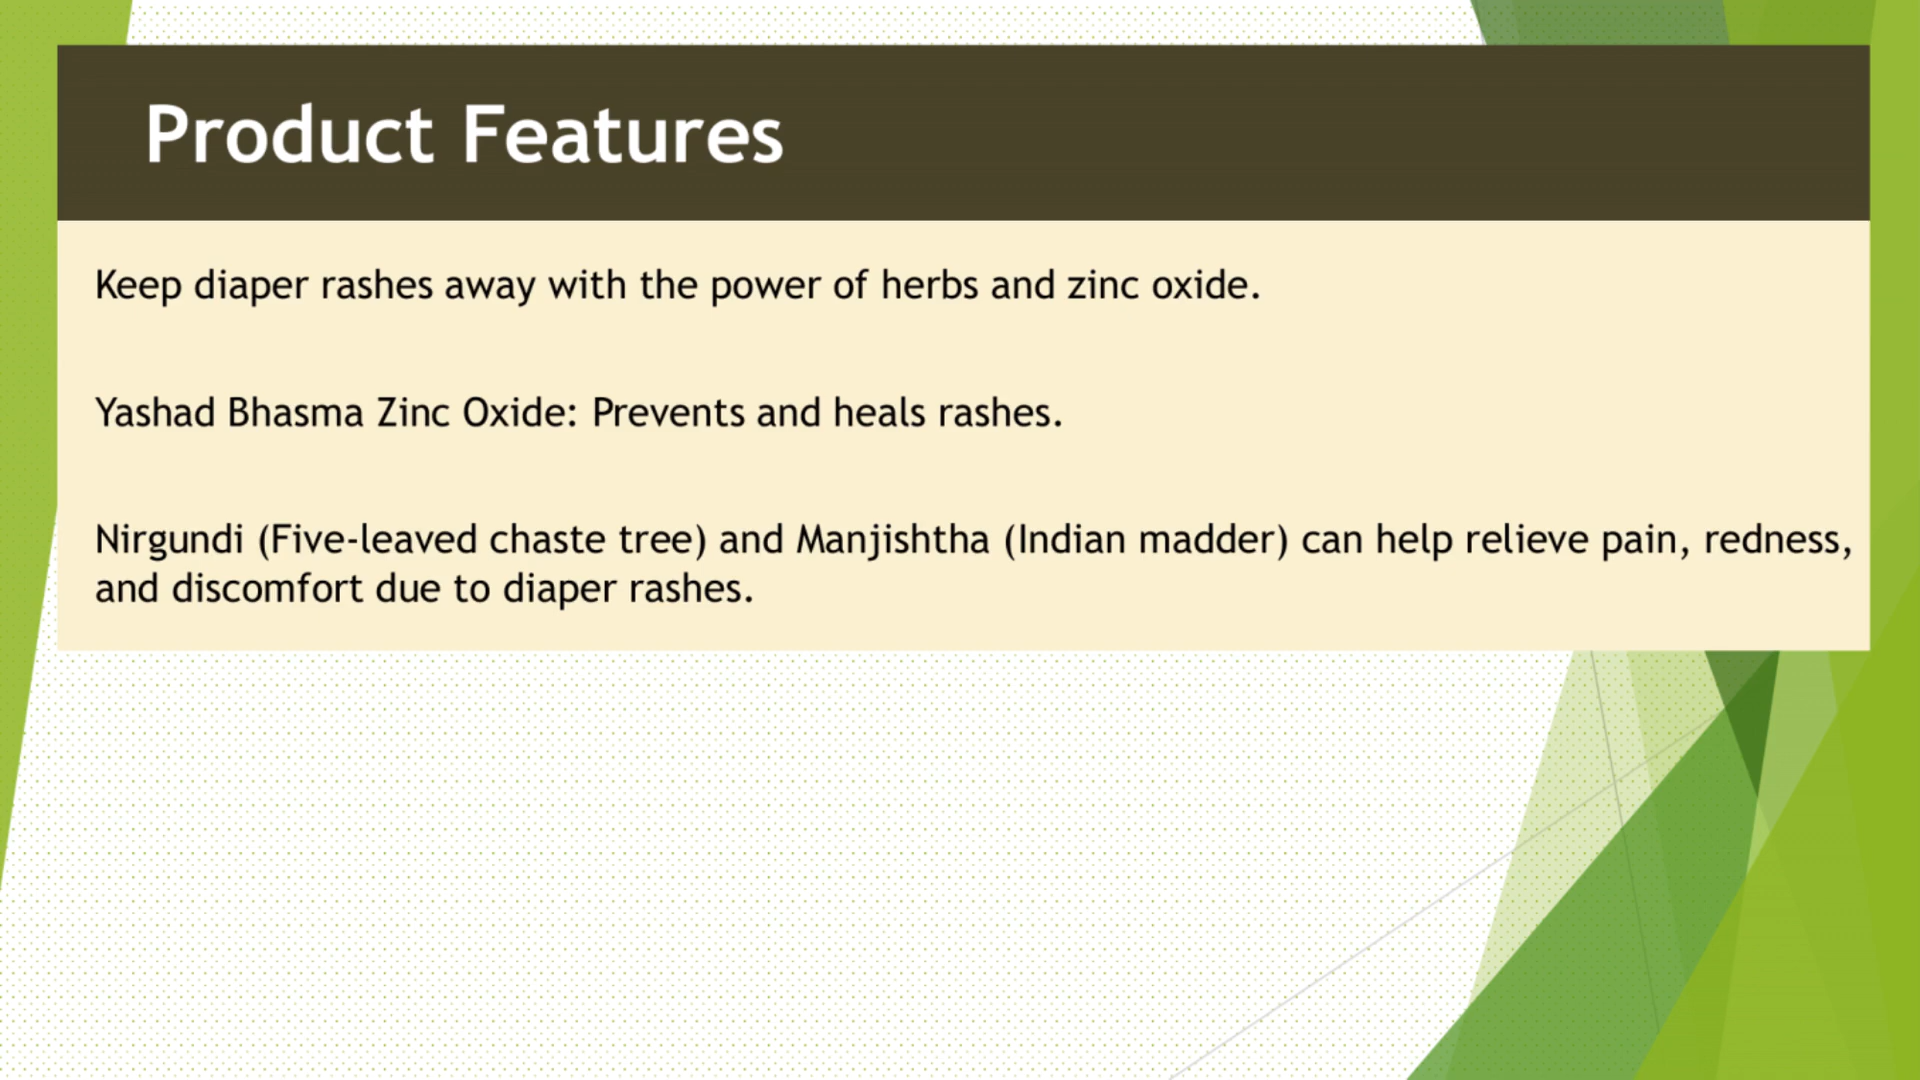 Product Features
Keep diaper rashes away with the power of herbs and zinc oxide.
Yashad Bhasma Zinc Oxide: Prevents and heals rashes.
Nirgundi (Five-leaved chaste tree) and Manjishtha (Indian madder) can help relieve pain, redness,
and discomfort due to diaper rashes.